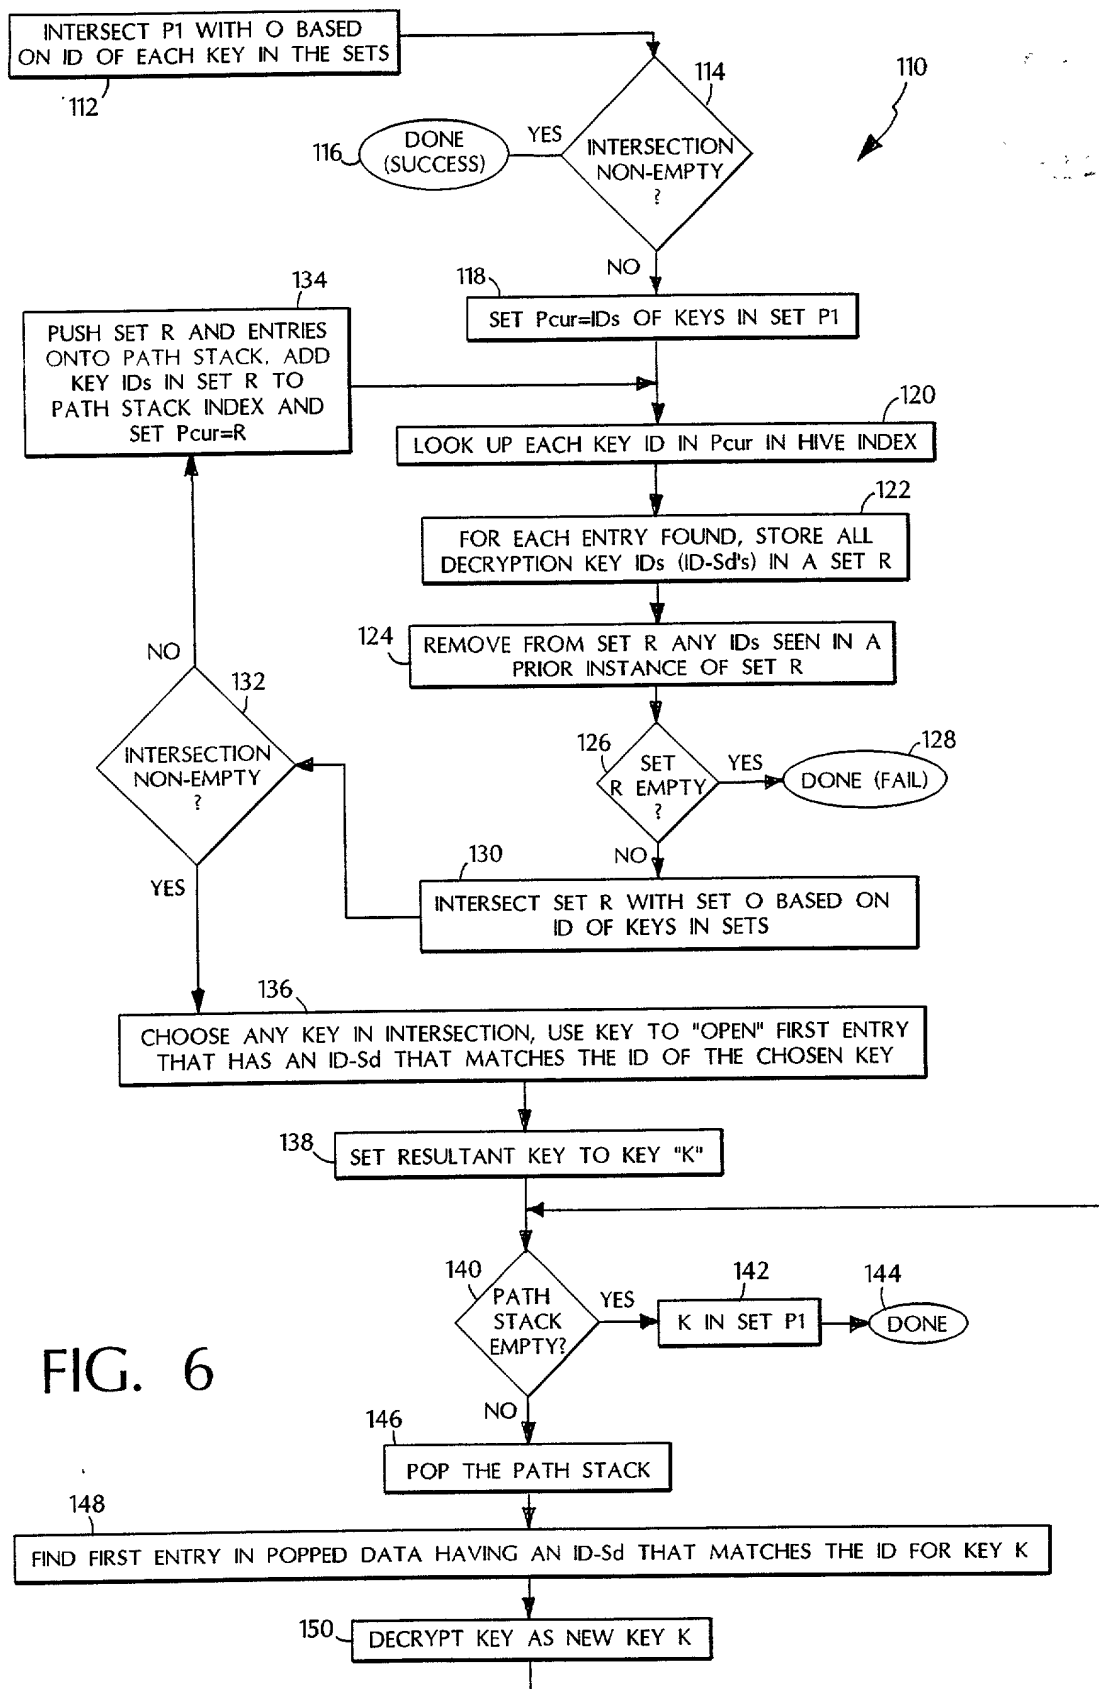 INTERSECT P1 WITH O BASED
ON ID OF EACH KEY IN THE SETS
112
114
110
INTERSECTION
NON-EMPTY
?
YES
DONE
(SUCCESS)
116
NO
118
SET Pcur=IDs OF KEYS IN SET P1
134
PUSH SET R AND ENTRIES
ONTO PATH STACK. ADD
KEY IDs IN SET R TO
PATH STACK INDEX AND
SET Pcur=R
120
LOOK UP EACH KEY ID IN Pcur IN HIVE INDEX
122
FOR EACH ENTRY FOUND, STORE ALL
DECRYPTION KEY IDs (ID-Sd's) IN A SET R
124
REMOVE FROM SET R ANY IDs SEEN IN A
PRIOR INSTANCE OF SET R
NO
132
INTERSECTION
NON-EMPTY
?
YES
126
SET
R EMPTY
?
YES
128
DONE (FAIL)
NO
130
INTERSECT SET R WITH SET O BASED ON
ID OF KEYS IN SETS
136
CHOOSE ANY KEY IN INTERSECTION, USE KEY TO "OPEN" FIRST ENTRY
THAT HAS AN ID-Sd THAT MATCHES THE ID OF THE CHOSEN KEY
138
SET RESULTANT KEY TO KEY "K"
140
PATH
STACK
EMPTY?
YES
142
K IN SET P1
144
DONE
FIG. 6
NO
146
POP THE PATH STACK
148
FIND FIRST ENTRY IN POPPED DATA HAVING AN ID-Sd THAT MATCHES THE ID FOR KEY K
150
DECRYPT KEY AS NEW KEY K